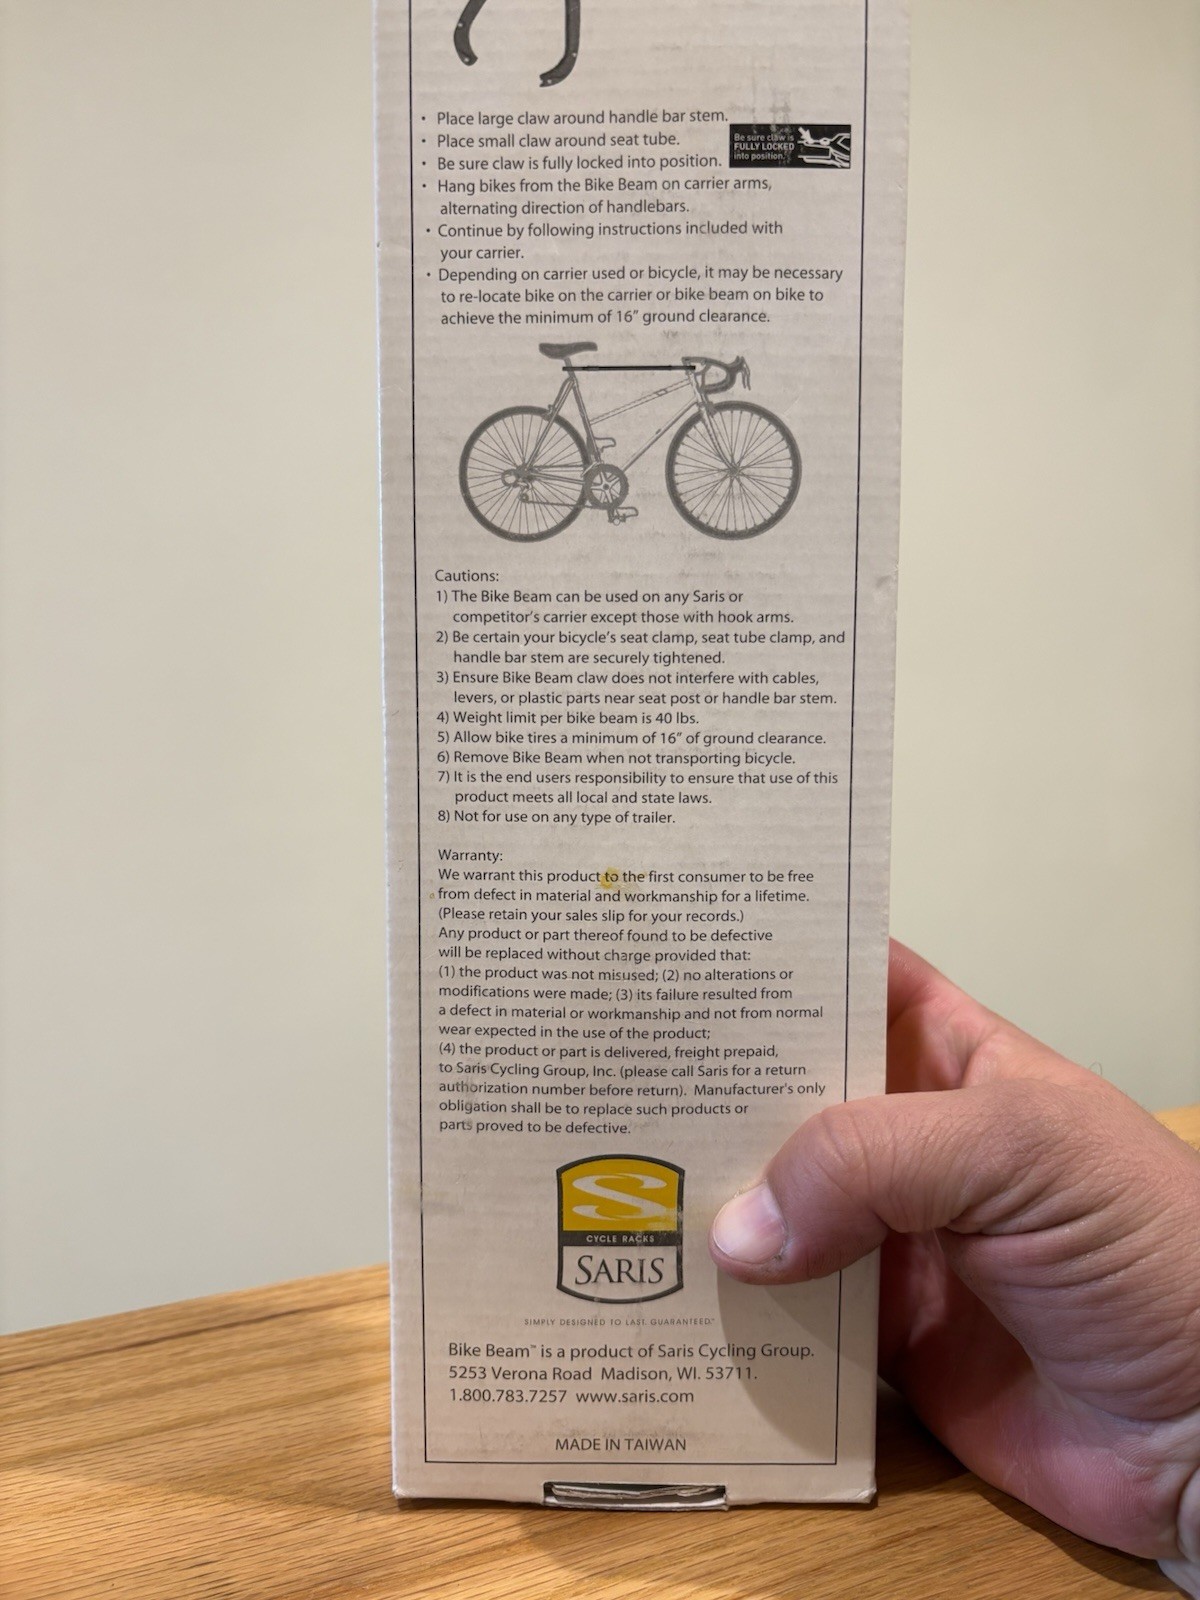 • Place large claw around handle bar stem.
• Place small claw around seat tube.
• Be sure claw is fully locked into position.
Be sure claw is
FULLY LOCKED
into position.
• Hang bikes from the Bike Beam on carrier arms,
alternating direction of handlebars.
• Continue by following instructions included with
your carrier.
• Depending on carrier used or bicycle, it may be necessary
to re-locate bike on the carrier or bike beam on bike to
achieve the minimum of 16” ground clearance.
Cautions:
1) The Bike Beam can be used on any Saris or
competitor’s carrier except those with hook arms.
2) Be certain your bicycle’s seat clamp, seat tube clamp, and
handle bar stem are securely tightened.
3) Ensure Bike Beam claw does not interfere with cables,
levers, or plastic parts near seat post or handle bar stem.
4) Weight limit per bike beam is 40 lbs.
5) Allow bike tires a minimum of 16” of ground clearance.
6) Remove Bike Beam when not transporting bicycle.
7) It is the end users responsibility to ensure that use of this
product meets all local and state laws.
8) Not for use on any type of trailer.
Warranty:
We warrant this product to the first consumer to be free
from defect in material and workmanship for a lifetime.
(Please retain your sales slip for your records.)
Any product or part thereof found to be defective
will be replaced without charge provided that:
(1) the product was not misused; (2) no alterations or
modifications were made; (3) its failure resulted from
a defect in material or workmanship and not from normal
wear expected in the use of the product;
(4) the product or part is delivered, freight prepaid,
to Saris Cycling Group, Inc. (please call Saris for a return
authorization number before return). Manufacturer's only
obligation shall be to replace such products or
parts proved to be defective.
CYCLE RACKS
SARIS
SIMPLY DESIGNED TO LAST. GUARANTEED.™
Bike Beam™ is a product of Saris Cycling Group.
5253 Verona Road Madison, WI. 53711.
1.800.783.7257 www.saris.com
MADE IN TAIWAN